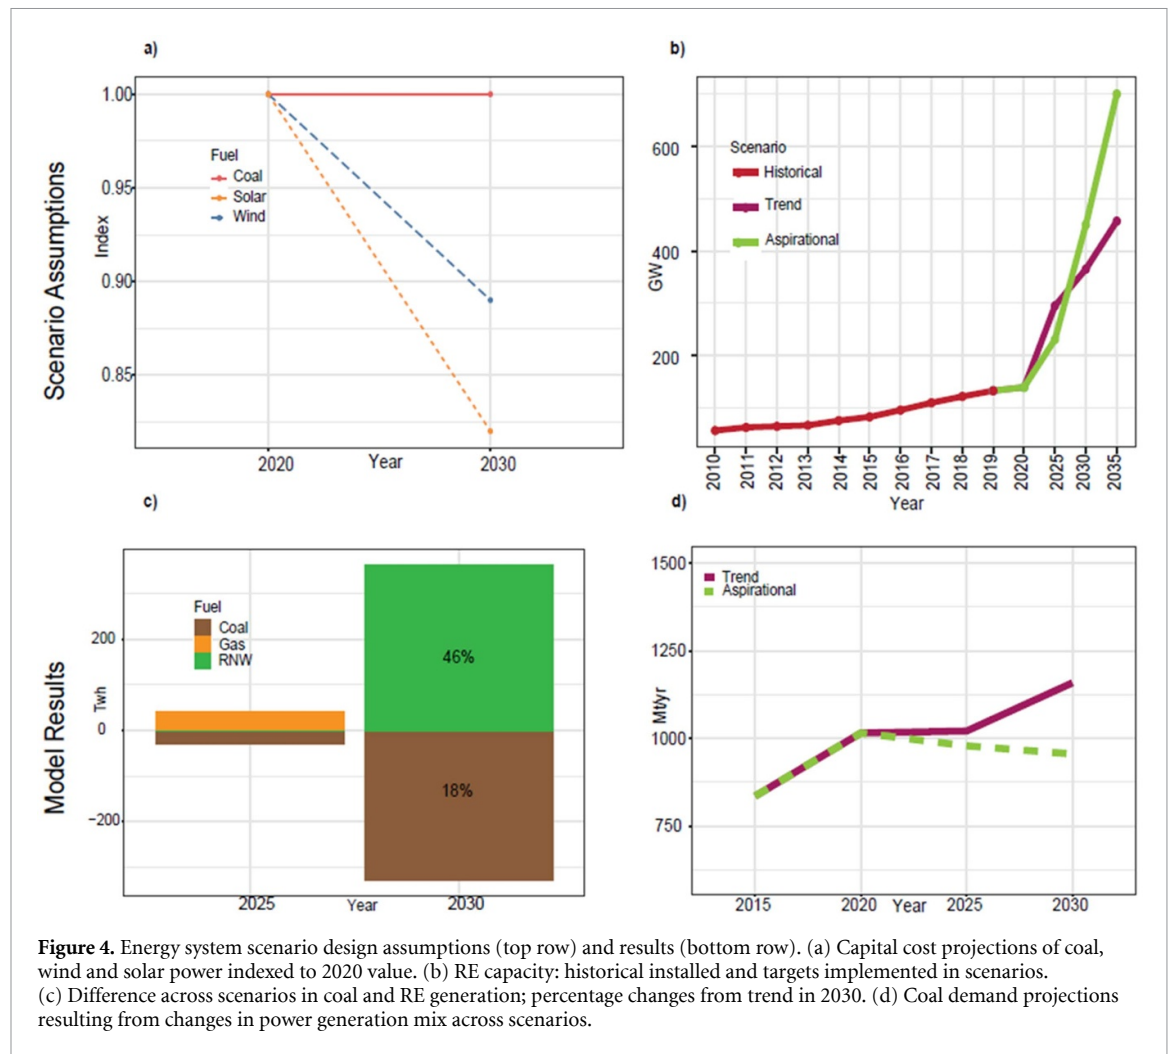 a)
Scenario Assumptions
Index
1.00
0.95
0.90
0.85
Fuel
Coal
Solar
Wind
2020
Year
2030
b)
GW
600
400
200
Scenario
Historical
Trend
Aspirational
2010
2011
2012
2013
2014
2015
2016
2017
2018
2019
2020
2025
2030
2035
Year
c)
Model Results
Twh
200
0
−200
Fuel
Coal
Gas
RNW
46%
18%
2025
Year
2030
d)
Mt/yr
1500
1250
1000
750
Trend
Aspirational
2015
2020
Year
2025
2030
Figure 4. Energy system scenario design assumptions (top row) and results (bottom row). (a) Capital cost projections of coal,
wind and solar power indexed to 2020 value. (b) RE capacity: historical installed and targets implemented in scenarios.
(c) Difference across scenarios in coal and RE generation; percentage changes from trend in 2030. (d) Coal demand projections
resulting from changes in power generation mix across scenarios.